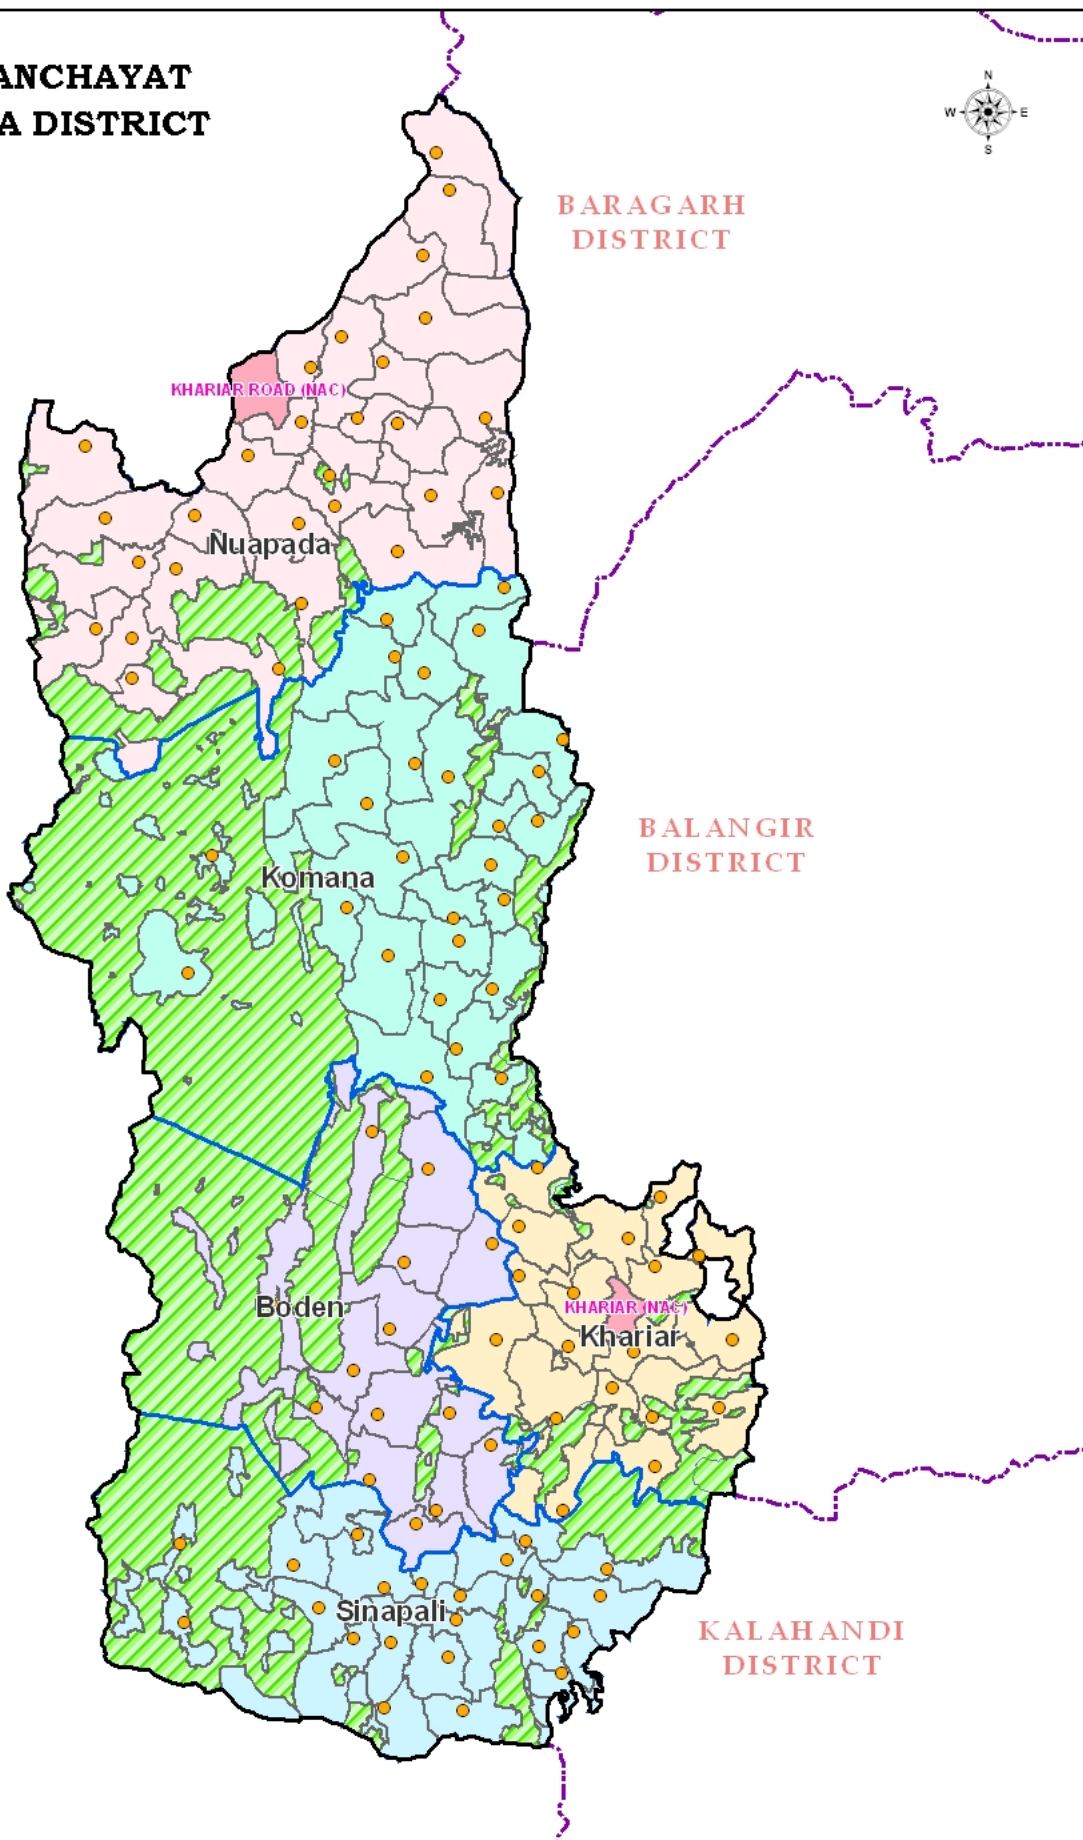 ANCHAYAT
A DISTRICT
N
W E
S
BARAGARH
DISTRICT
KHARIAR ROAD (NAC)
Nuapada
BALANGIR
DISTRICT
Komana
Boden
KHARIAR (NAC)
Khariar
Sinapali
KALAHANDI
DISTRICT